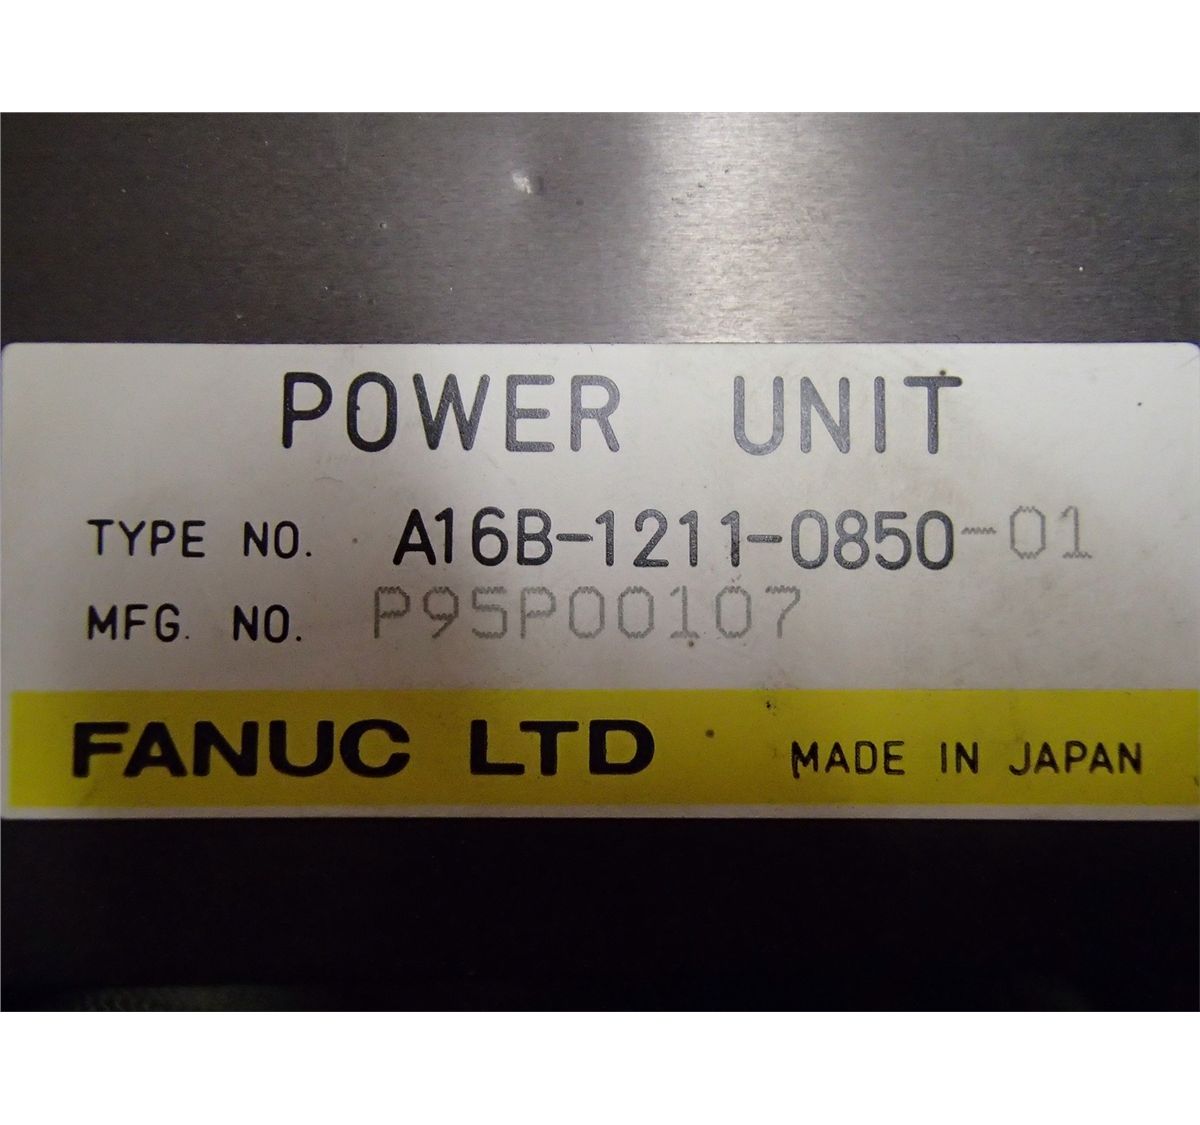 POWER UNIT
TYPE NO. A16B-1211-0850-01
MFG. NO. P95P00107
FANUC LTD MADE IN JAPAN